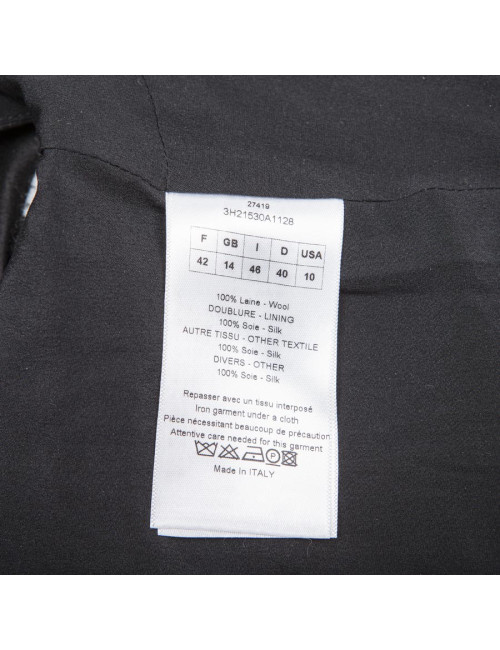 27419
3H21530A1128
F GB I D USA
42 14 46 40 10
100% Laine - Wool
DOUBLURE - LINING
100% Soie - Silk
AUTRE TISSU - OTHER TEXTILE
100% Soie - Silk
DIVERS - OTHER
100% Soie - Silk
Repasser avec un tissu interposé
Iron garment under a cloth
Pièce nécessitant beaucoup de précaution
Attentive care needed for this garment
P
Made in ITALY